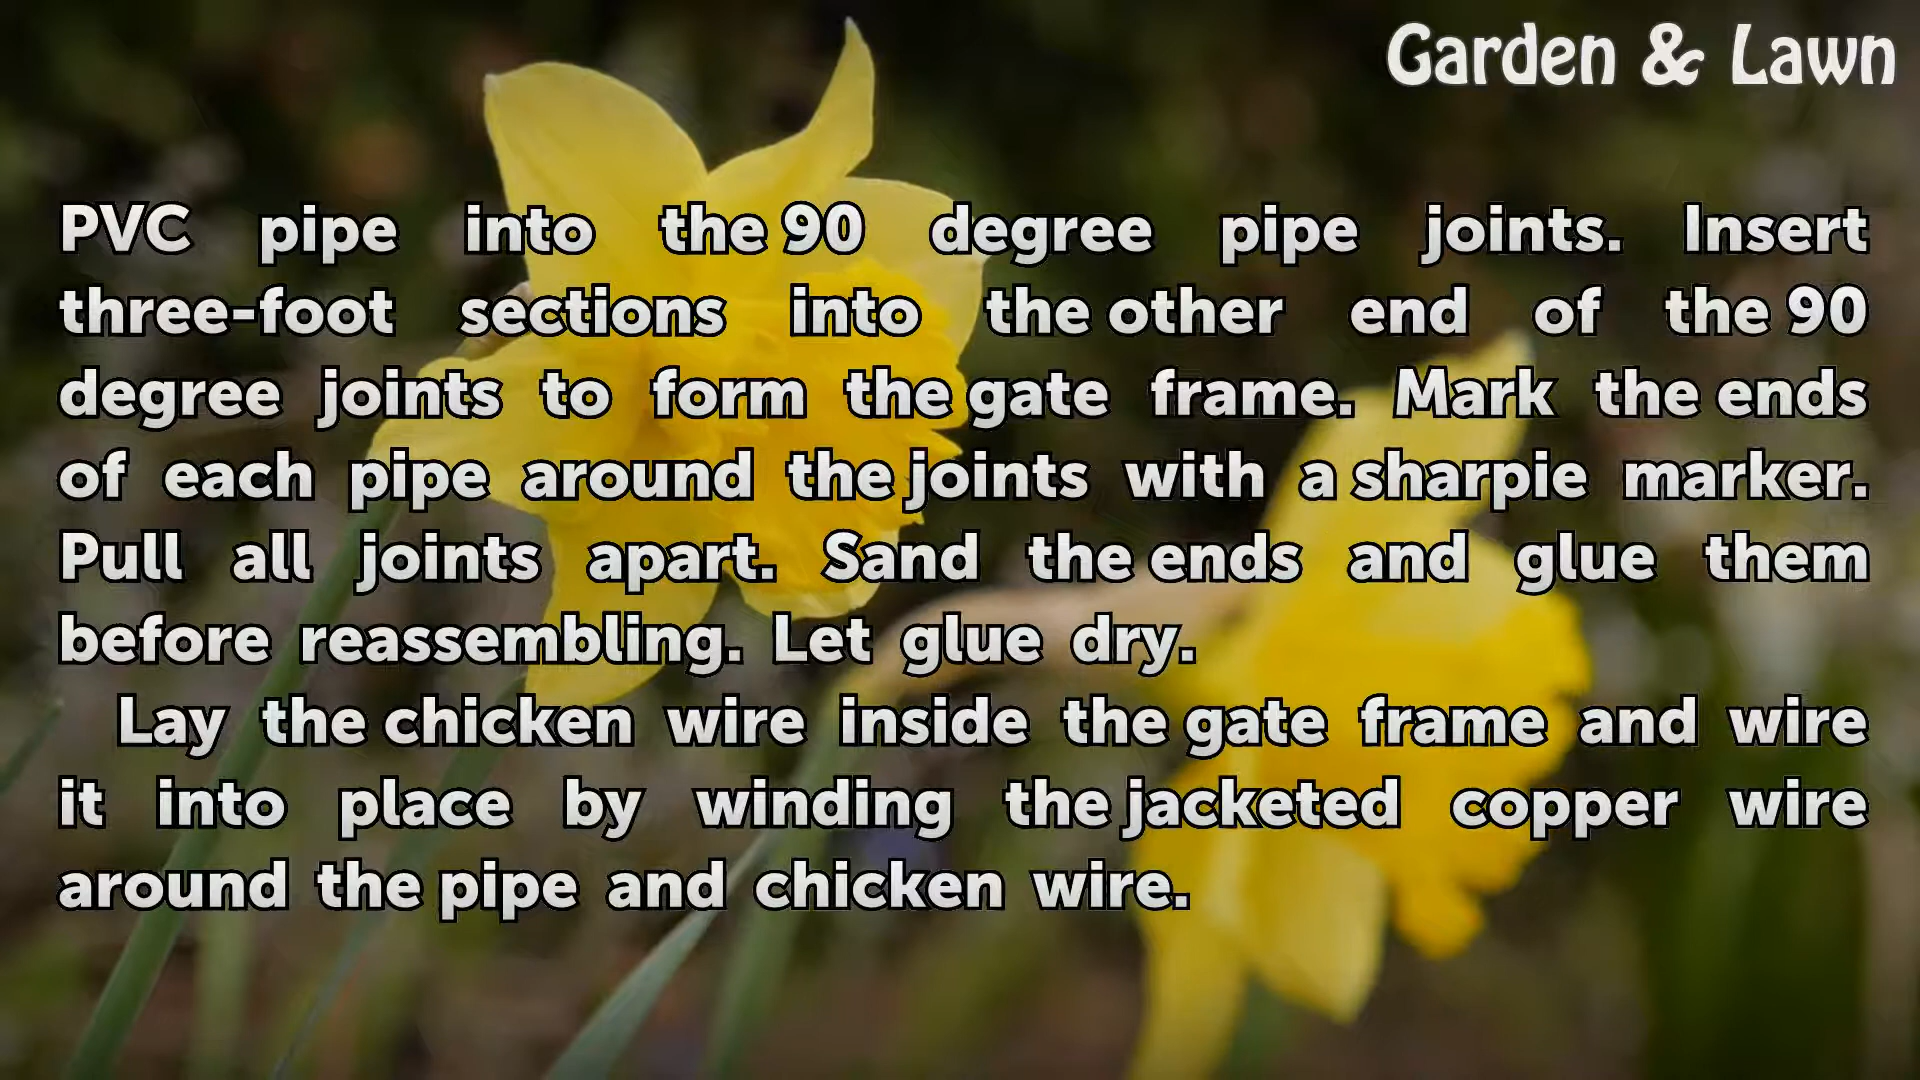 Garden & Lawn
PVC pipe into the 90 degree pipe joints. Insert
three-foot sections into the other end of the 90
degree joints to form the gate frame. Mark the ends
of each pipe around the joints with a sharpie marker.
Pull all joints apart. Sand the ends and glue them
before reassembling. Let glue dry.
Lay the chicken wire inside the gate frame and wire
it into place by winding the jacketed copper wire
around the pipe and chicken wire.